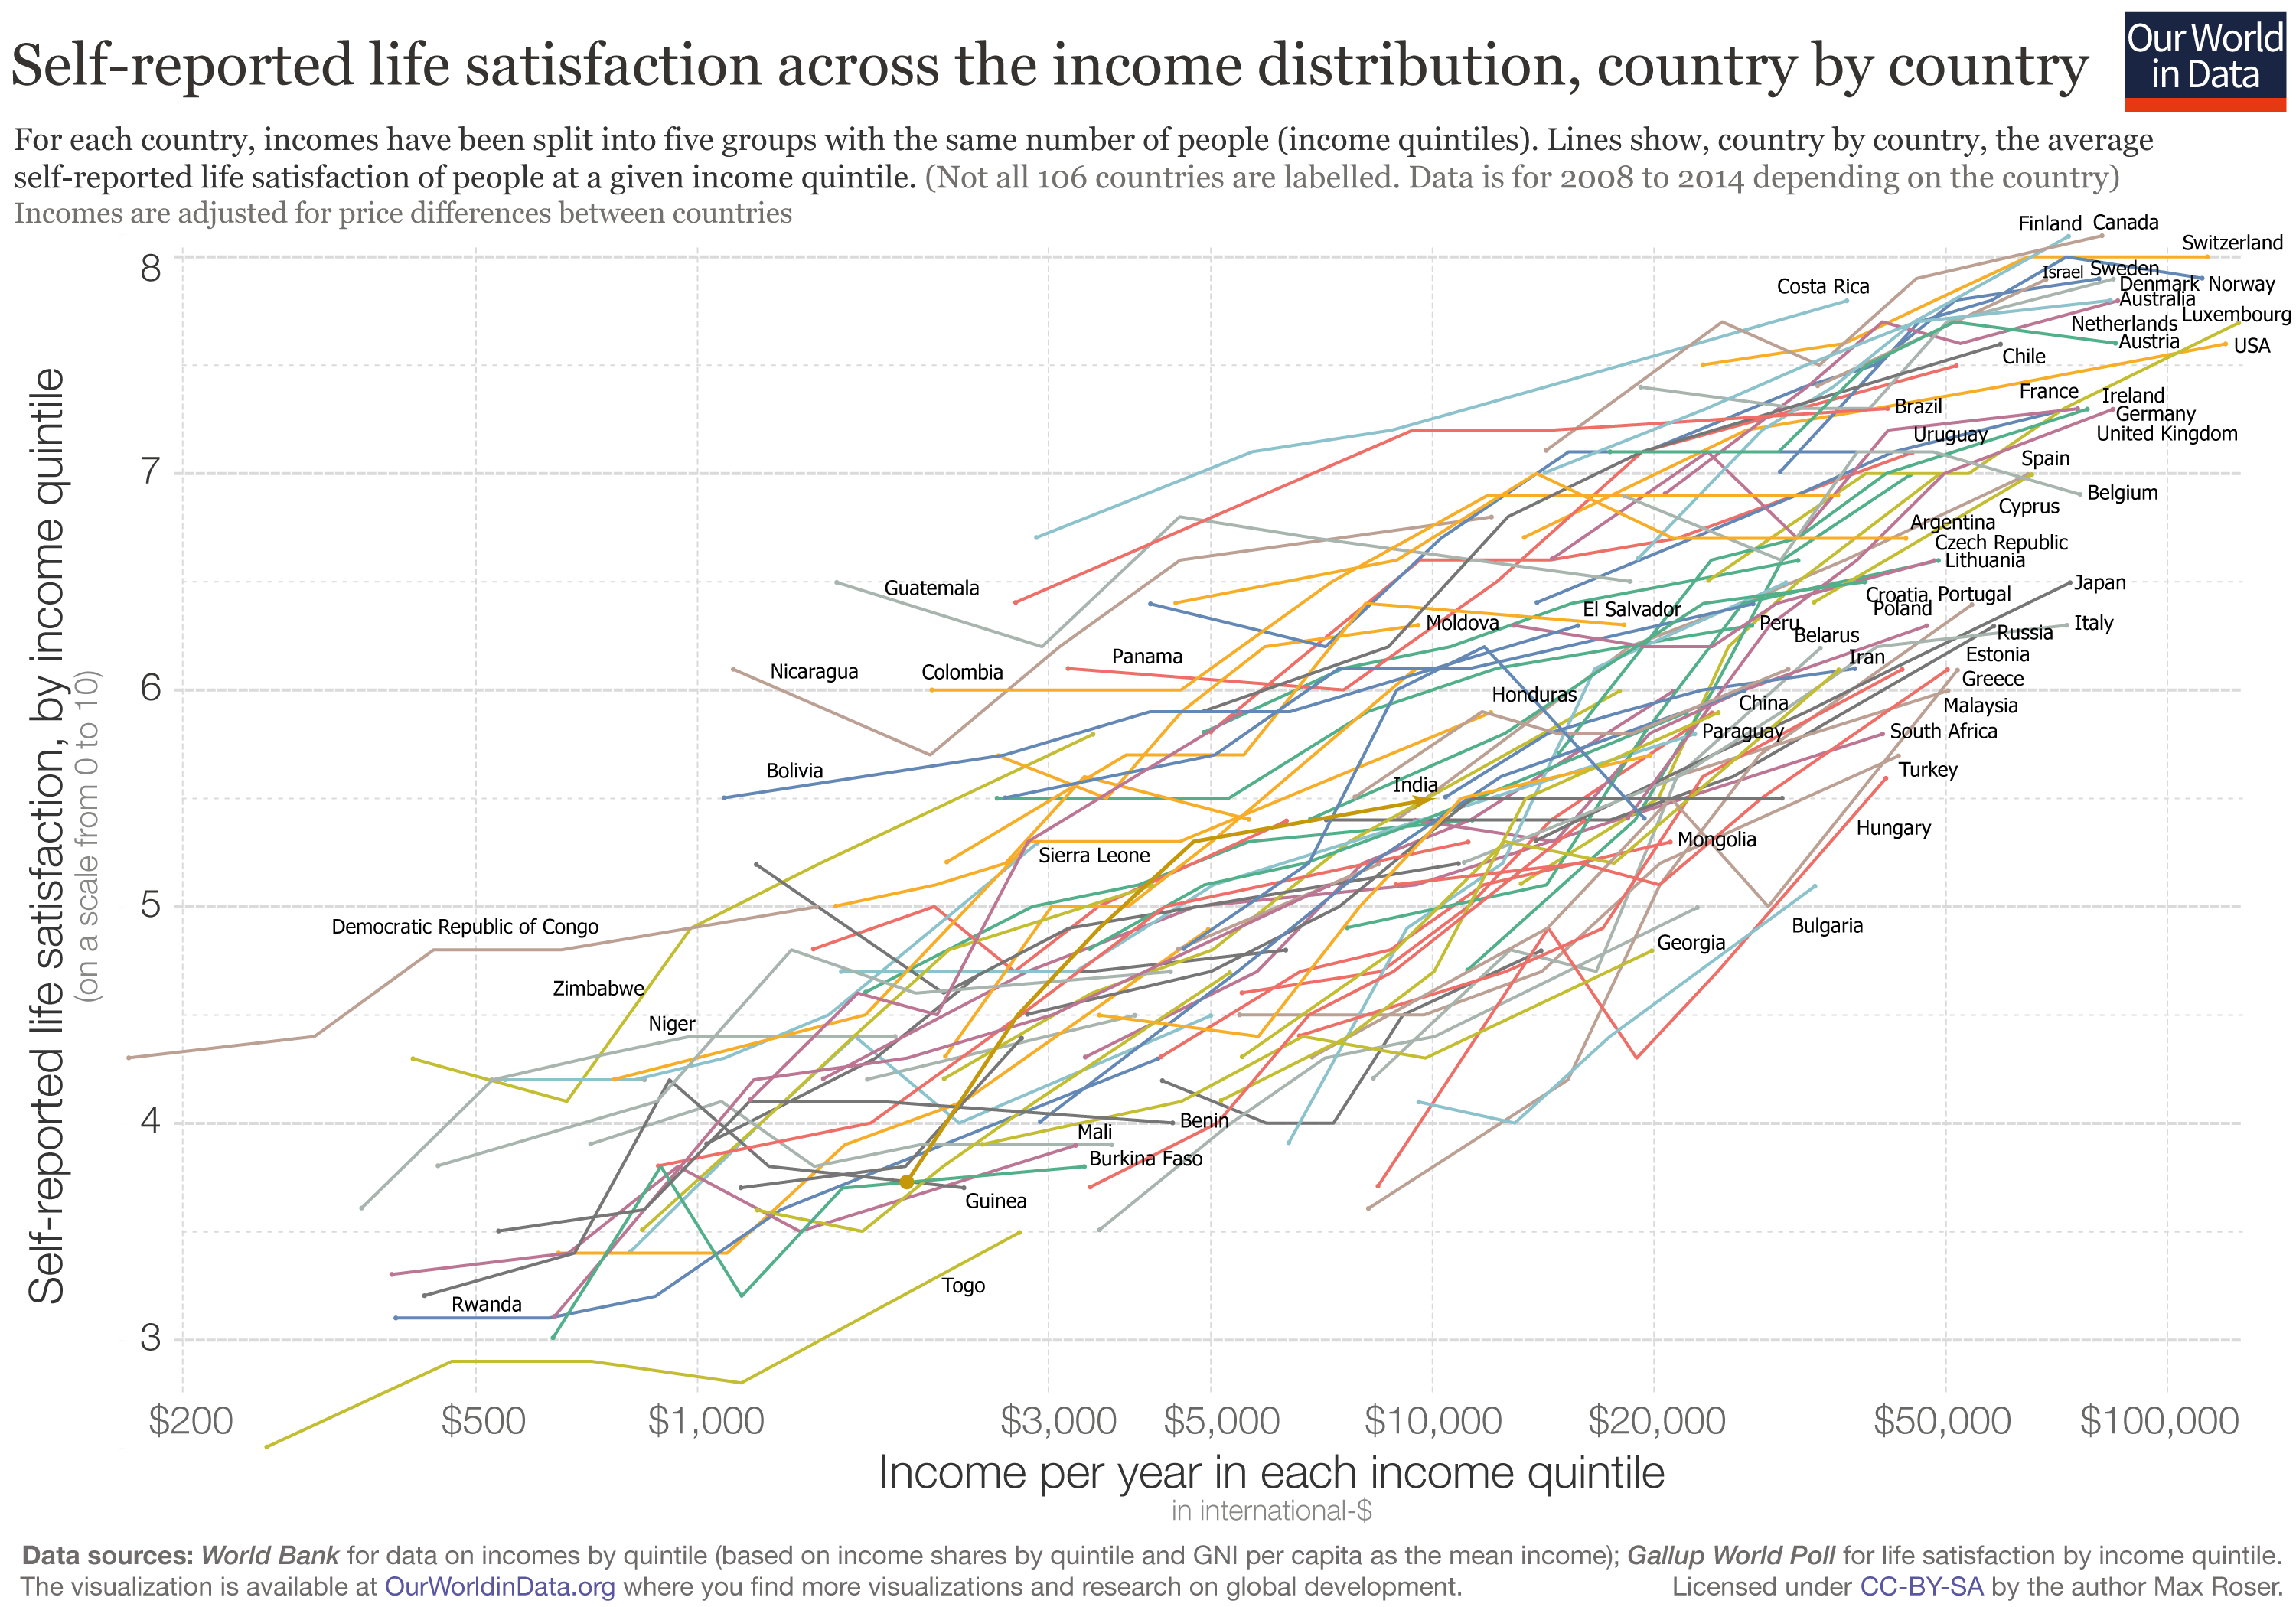 Self-reported life satisfaction across the income distribution, country by country
Our World
in Data
For each country, incomes have been split into five groups with the same number of people (income quintiles). Lines show, country by country, the average
self-reported life satisfaction of people at a given income quintile. (Not all 106 countries are labelled. Data is for 2008 to 2014 depending on the country)
Incomes are adjusted for price differences between countries
Self-reported life satisfaction, by income quintile
(on a scale from 0 to 10)
8
7
6
5
4
3
Finland
Canada
Switzerland
Israel
Sweden
Denmark
Norway
Costa Rica
Australia
Luxembourg
Netherlands
Austria
USA
Chile
France
Ireland
Brazil
Germany
United Kingdom
Uruguay
Spain
Belgium
Cyprus
Argentina
Czech Republic
Lithuania
Japan
Guatemala
Croatia
Portugal
Poland
El Salvador
Moldova
Peru
Italy
Belarus
Russia
Panama
Iran
Estonia
Nicaragua
Colombia
Greece
Honduras
China
Malaysia
Paraguay
South Africa
Bolivia
Turkey
India
Hungary
Mongolia
Sierra Leone
Democratic Republic of Congo
Bulgaria
Georgia
Zimbabwe
Niger
Benin
Mali
Burkina Faso
Guinea
Togo
Rwanda
$200
$500
$1,000
$3,000
$5,000
$10,000
$20,000
$50,000
$100,000
Income per year in each income quintile
in international-$
Data sources: World Bank for data on incomes by quintile (based on income shares by quintile and GNI per capita as the mean income); Gallup World Poll for life satisfaction by income quintile.
The visualization is available at OurWorldinData.org where you find more visualizations and research on global development.
Licensed under CC-BY-SA by the author Max Roser.